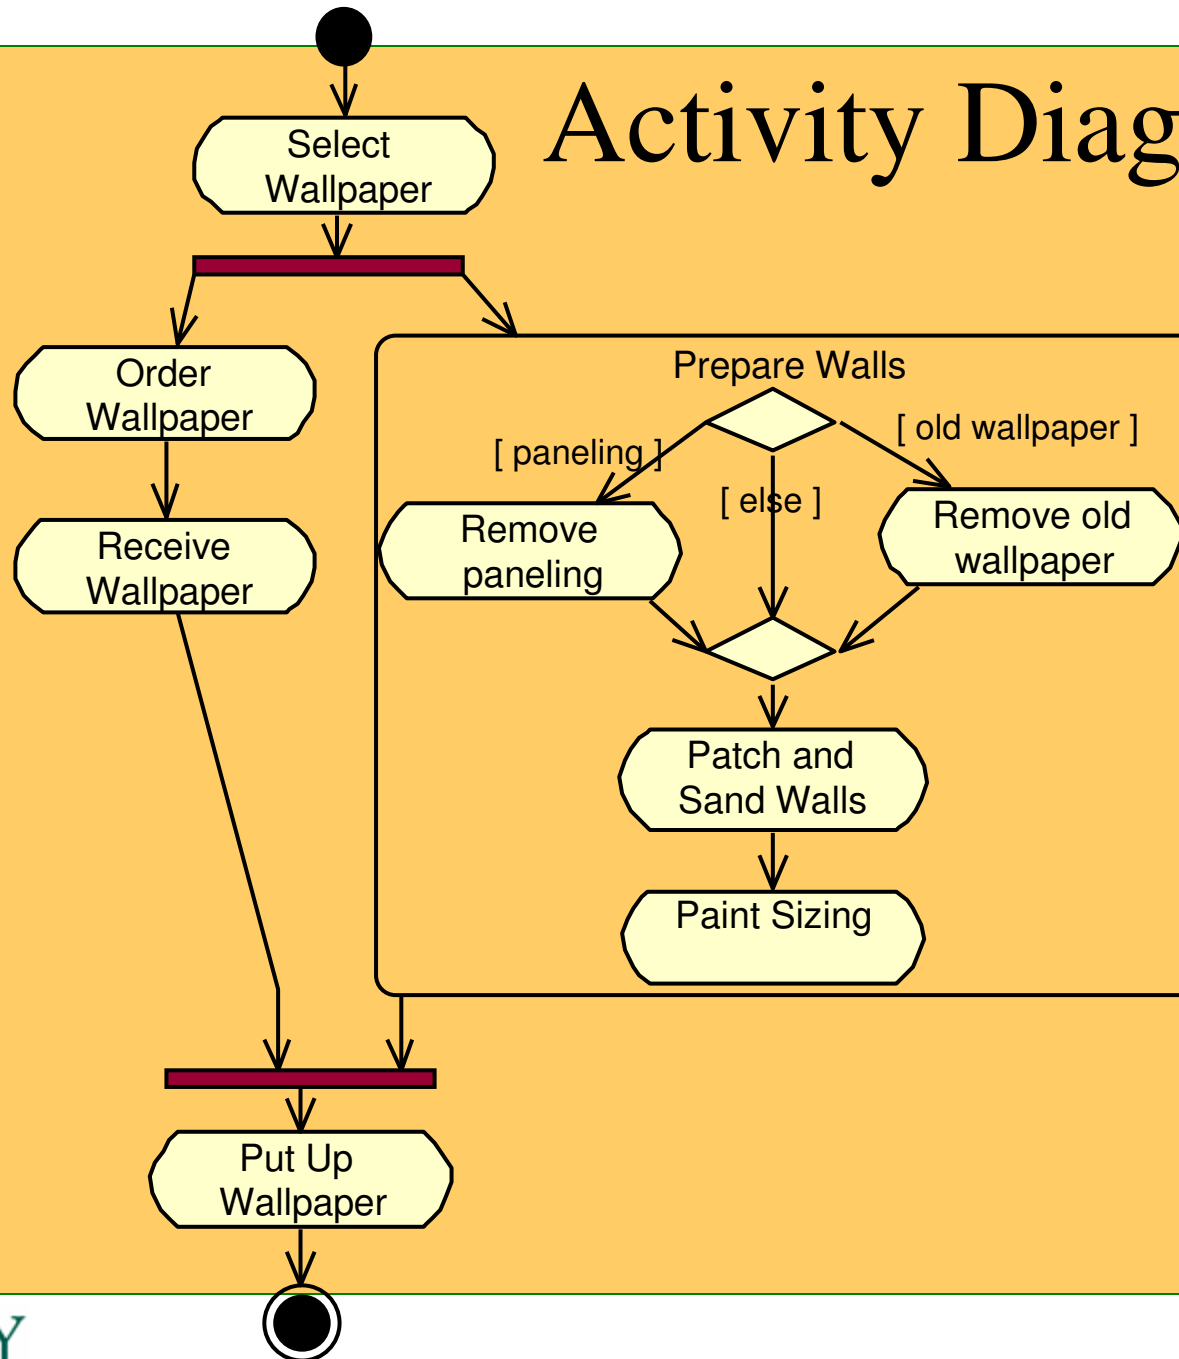 Activity Diag
Select
Wallpaper
Order
Wallpaper
Receive
Wallpaper
Prepare Walls
[ paneling ]
[ else ]
[ old wallpaper ]
Remove
paneling
Remove old
wallpaper
Patch and
Sand Walls
Paint Sizing
Put Up
Wallpaper
Y